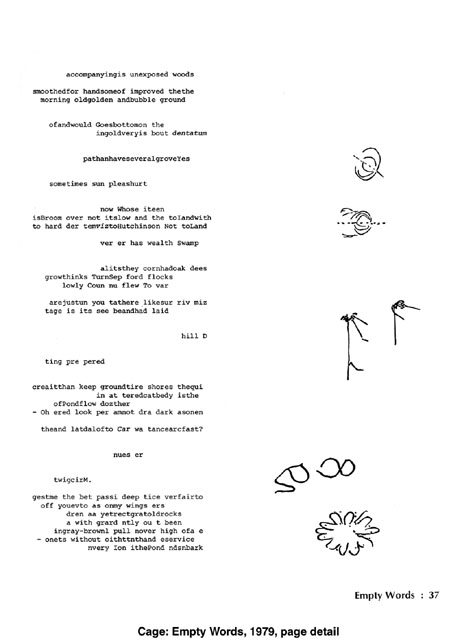 accompanyingis unexposed woods
smoothedfor handsomeof improved thethe
morning oldgolden andbubble ground
ofandwould Goesbottomon the
ingoldveryis bout dentatum
pathanhaveseveralgroveYes
sometimes sun pleashurt
now Whose iteen
isBroom over not itslow and the toIandwith
to hard der temVïztoHutchinson Not toLand
ver er has wealth Swamp
alitsthey cornhadoak dees
growthinks TurnSep ford flocks
lowly Coun nu flew To var
arejustun you tathere likesur riv miz
tage is its see beandhad laid
hill D
ting pre pered
creaitthan keep groundtire shores thequi
in at teredcatbedy isthe
ofPondflow dozther
- Oh ered look per ammot dra dark asonen
theand latdalofto Car wa tancearcfast?
nues er
twigcirM.
gestme the bet passi deep tice verfairto
off youevto as onmy wings ers
dren aa yetrectgratoldrocks
a with grard ntly ou t been
ingray-brownl pull nover high ofa e
- onets without oithttnthand eservice
nvery Ion ithePond ndsnbark
Empty Words : 37
Cage: Empty Words, 1979, page detail